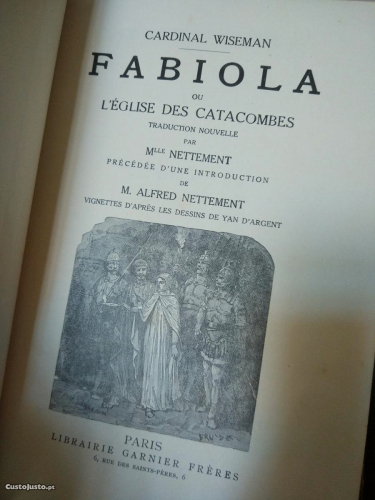 CARDINAL WISEMAN
FABIOLA
OU
L'ÉGLISE DES CATACOMBES
TRADUCTION NOUVELLE
PAR
MLLE NETTEMENT
PRÉCÉDÉE D'UNE INTRODUCTION
DE
M. ALFRED NETTEMENT
VIGNETTES D'APRÈS LES DESSINS DE YAN D'ARGENT
PARIS
LIBRAIRIE GARNIER FRÈRES
6, RUE DES SAINTS-PÈRES, 6
CustoJusto.pt